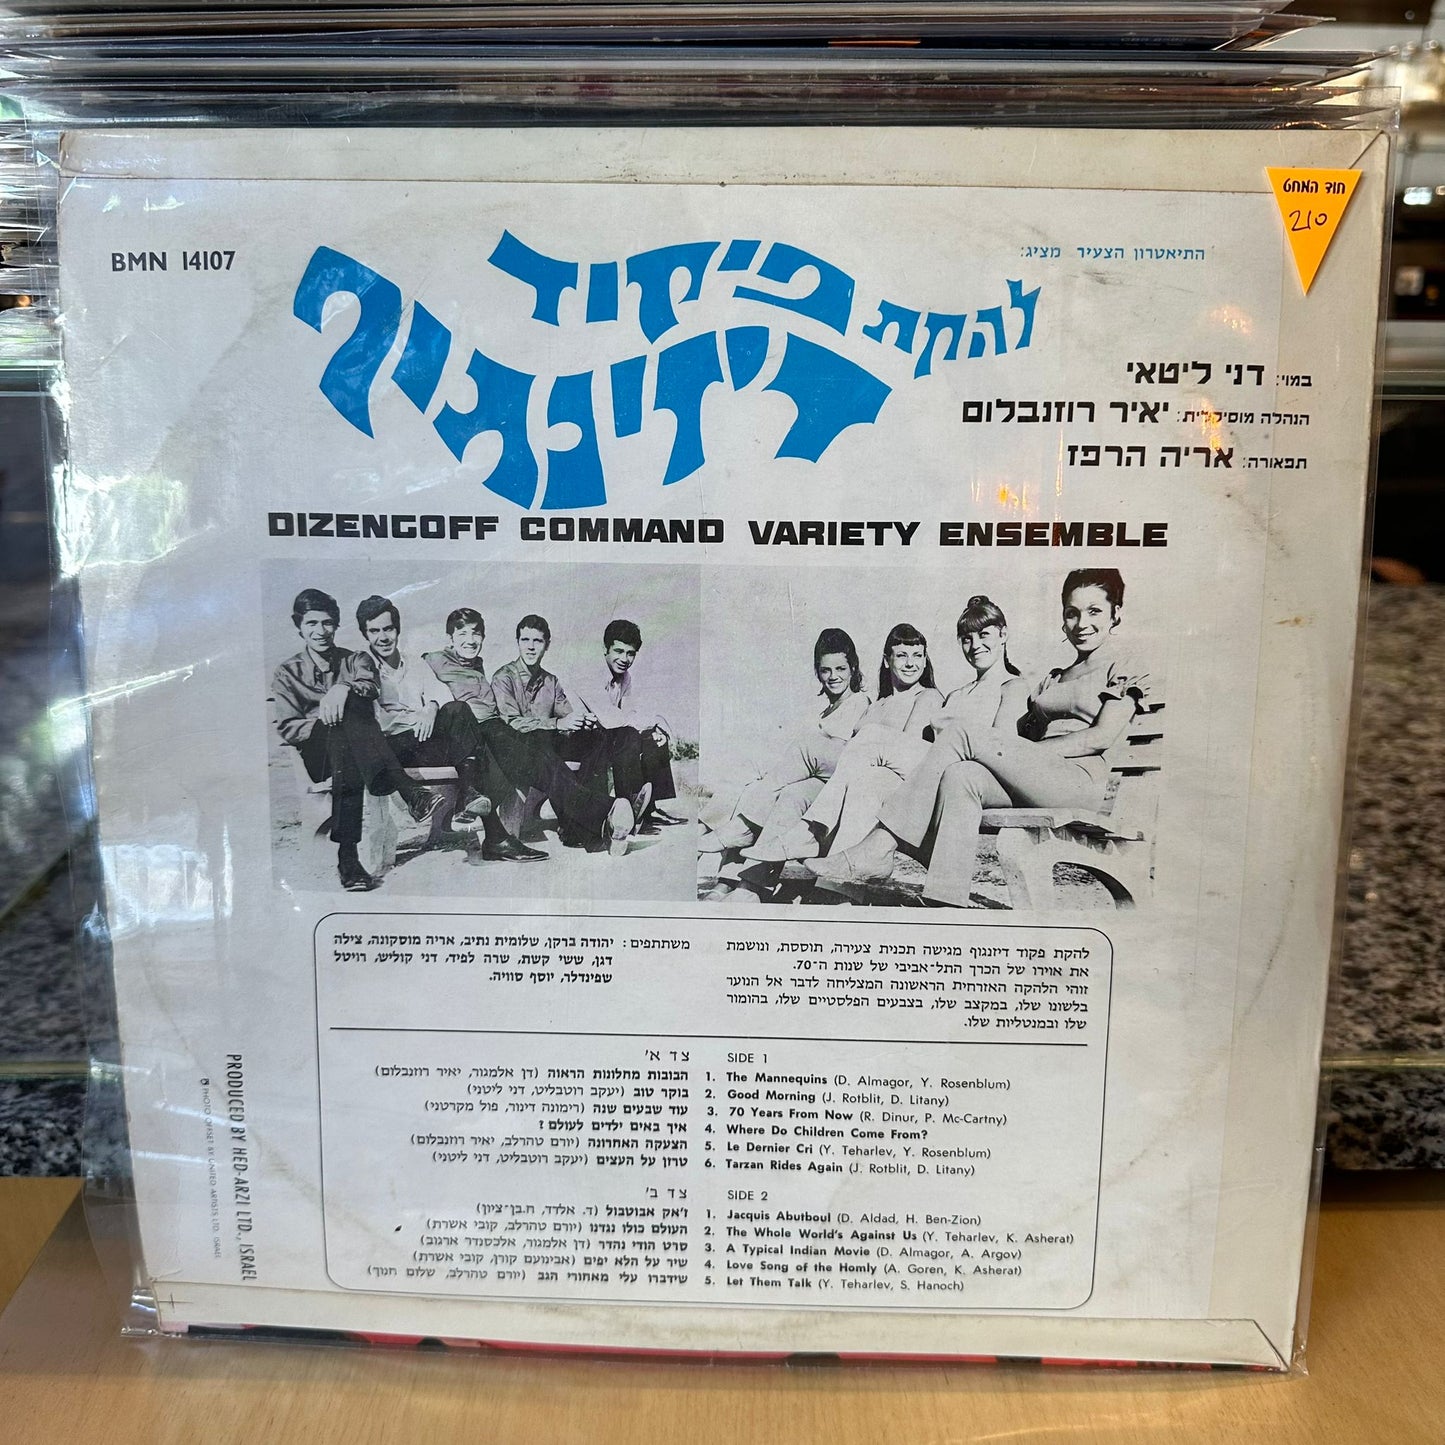 חוד המחט
210
BMN 14107
התיאטרון הצעיר מציג:
להקת פיקוד
דיזנגוף
במוי: דני ליטאי
הנהלה מוסיקלית: יאיר רוזנבלום
תפאורה: אריה הרפז
DIZENGOFF COMMAND VARIETY ENSEMBLE
להקת פקוד דיזנגוף מגישה תכנית צעירה, תוססת, ונושמת
את אוירו של הכרך התל־אביבי של שנות ה־70.
זוהי הלהקה האזרחית הראשונה המצליחה לדבר אל הנוער
בלשונו שלו, במקצב שלו, בצבעים הפלסטיים שלו, בהומור
שלו ובמנטליות שלו.
משתתפים: יהודה ברקן, שלומית נתיב, אריה מוסקונה, צילה
דגן, ששי קשת, שרה לפיד, דני קוליש, רויטל
שפינדלר, יוסף סוויה.
צד א'
הבובות מחלונות הראוה (דן אלמגור, יאיר רוזנבלום)
בוקר טוב (יעקב רוטבליט, דני ליטני)
עוד שבעים שנה (רימונה דינור, פול מקרטני)
איך באים ילדים לעולם?
הצעקה האחרונה (יורם טהרלב, יאיר רוזנבלום)
טרזן על העצים (יעקב רוטבליט, דני ליטני)
SIDE 1
1. The Mannequins (D. Almagor, Y. Rosenblum)
2. Good Morning (J. Rotblit, D. Litany)
3. 70 Years From Now (R. Dinur, P. Mc-Cartny)
4. Where Do Children Come From?
5. Le Dernier Cri (Y. Teharlev, Y. Rosenblum)
6. Tarzan Rides Again (J. Rotblit, D. Litany)
צד ב'
ז'אק אבוטבול (ד. אלדד, ח.בן־ציון)
העולם כולו נגדנו (יורם טהרלב, קובי אשרת)
סרט הודי נהדר (דן אלמגור, אלכסנדר ארגוב)
שיר על הלא יפים (אבינועם קורן, קובי אשרת)
שידברו עלי מאחורי הגב (יורם טהרלב, שלום חנוך)
SIDE 2
1. Jacquis Abutboul (D. Aldad, H. Ben-Zion)
2. The Whole World's Against Us (Y. Teharlev, K. Asherat)
3. A Typical Indian Movie (D. Almagor, A. Argov)
4. Love Song of the Homly (A. Goren, K. Asherat)
5. Let Them Talk (Y. Teharlev, S. Hanoch)
PRODUCED BY HED-ARZI LTD., ISRAEL
PHOTO OFFSET BY UNITED ARTISTS LTD. ISRAEL